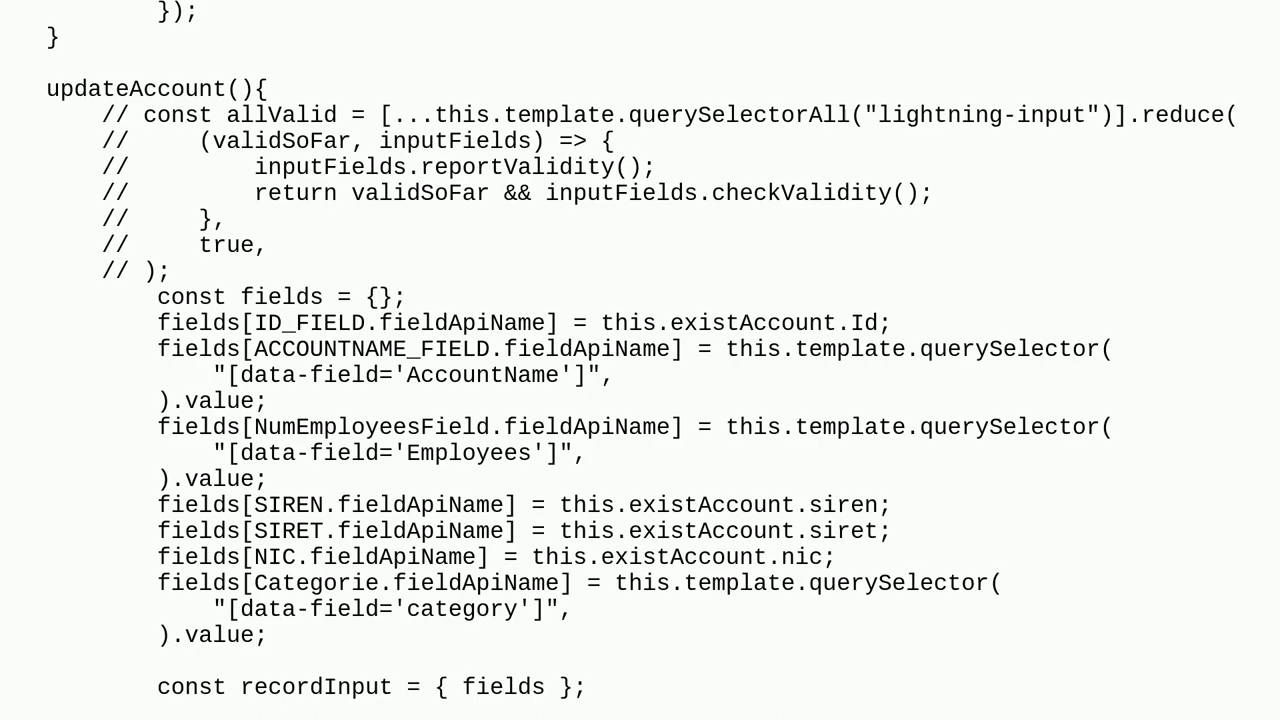 });
}
updateAccount(){
// const allValid = [...this.template.querySelectorAll("lightning-input")].reduce(
//     (validSoFar, inputFields) => {
//         inputFields.reportValidity();
//         return validSoFar && inputFields.checkValidity();
//     },
//     true,
// );
const fields = {};
fields[ID_FIELD.fieldApiName] = this.existAccount.Id;
fields[ACCOUNTNAME_FIELD.fieldApiName] = this.template.querySelector(
"[data-field='AccountName']",
).value;
fields[NumEmployeesField.fieldApiName] = this.template.querySelector(
"[data-field='Employees']",
).value;
fields[SIREN.fieldApiName] = this.existAccount.siren;
fields[SIRET.fieldApiName] = this.existAccount.siret;
fields[NIC.fieldApiName] = this.existAccount.nic;
fields[Categorie.fieldApiName] = this.template.querySelector(
"[data-field='category']",
).value;
const recordInput = { fields };